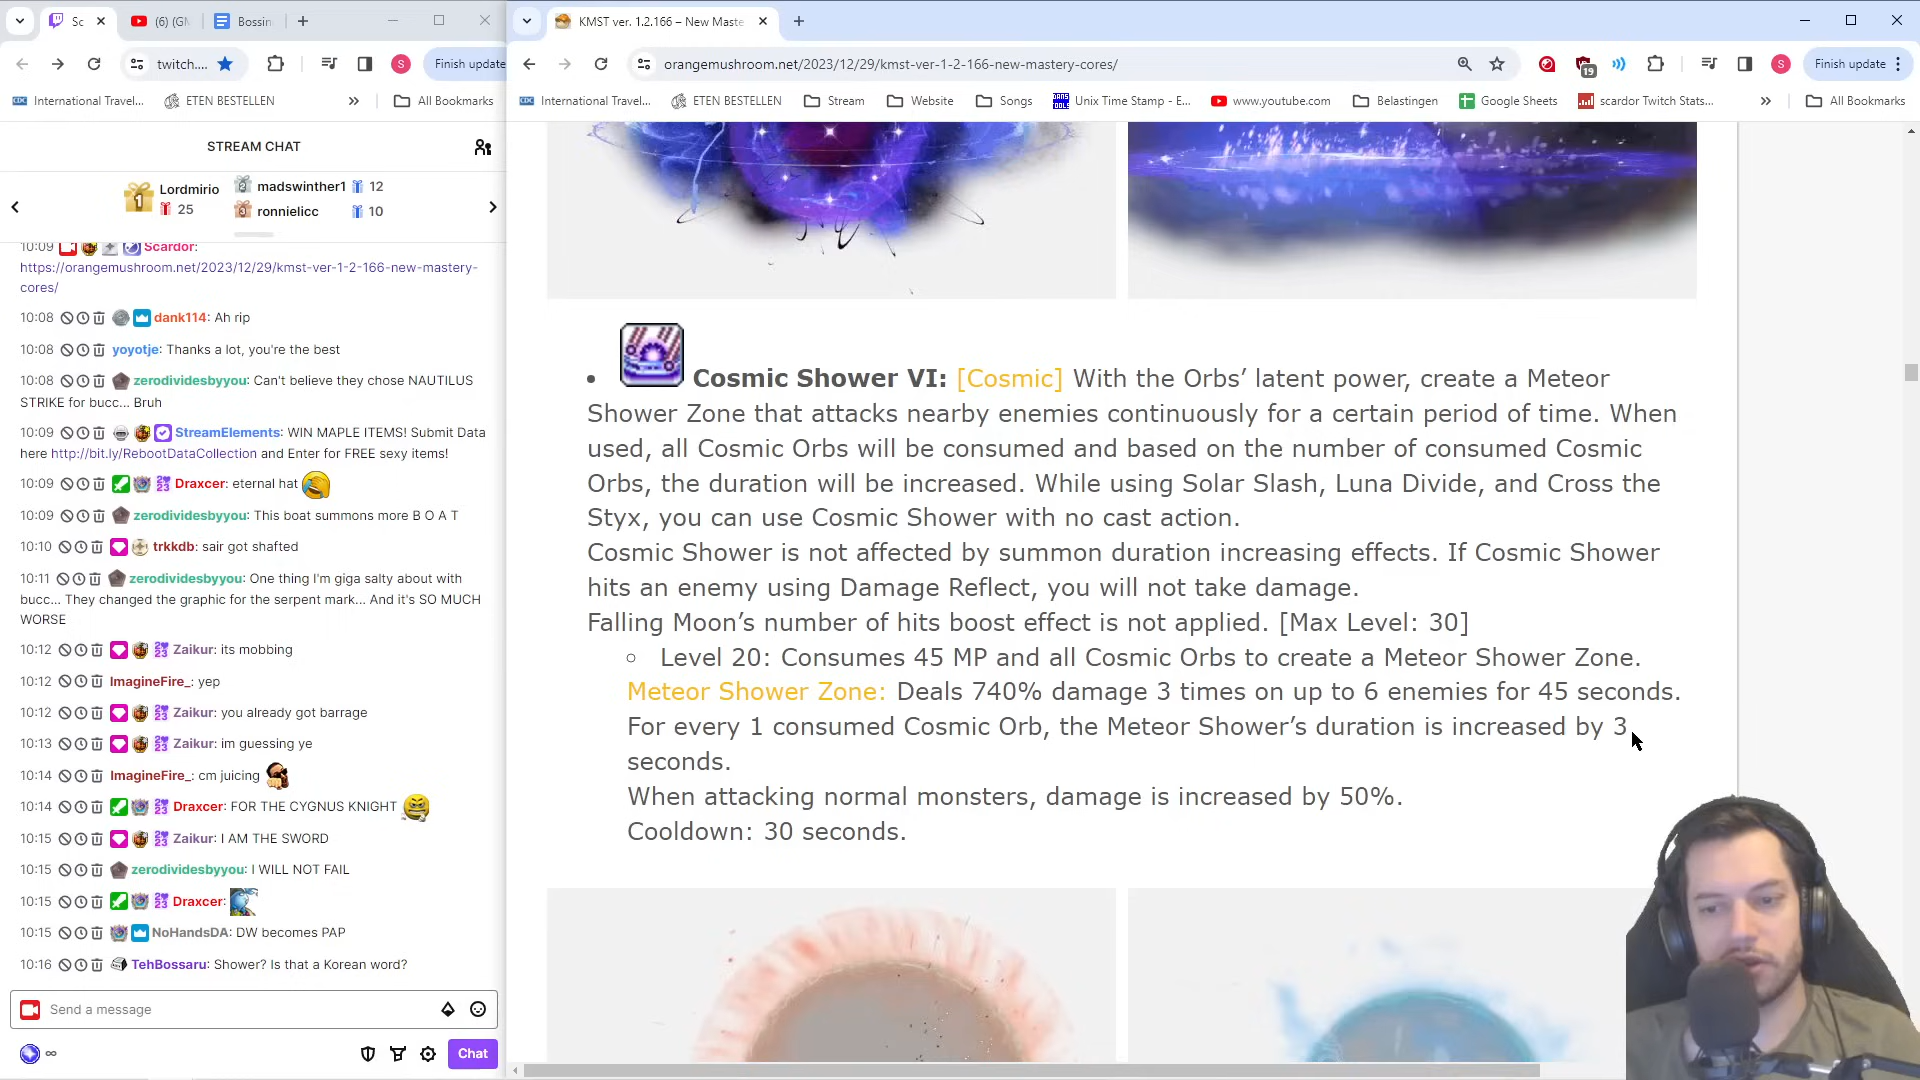 Sc
(6) (GM
Bossin
KMST ver. 1.2.166 – New Maste
twitch....
S
Finish update
orangemushroom.net/2023/12/29/kmst-ver-1-2-166-new-mastery-cores/
19
S
Finish update
International Travel...
ETEN BESTELLEN
All Bookmarks
International Travel...
ETEN BESTELLEN
Stream
Website
Songs
Unix Time Stamp - E...
www.youtube.com
Belastingen
Google Sheets
scardor Twitch Stats...
All Bookmarks
STREAM CHAT
1
Lordmirio
25
2
madswinther1
12
3
ronnielicc
10
10:09 Scardor:
https://orangemushroom.net/2023/12/29/kmst-ver-1-2-166-new-mastery-
cores/
10:08 dank114: Ah rip
10:08 yoyotje: Thanks a lot, you're the best
10:08 zerodividesbyyou: Can't believe they chose NAUTILUS
STRIKE for bucc... Bruh
10:09 StreamElements: WIN MAPLE ITEMS! Submit Data
here http://bit.ly/RebootDataCollection and Enter for FREE sexy items!
10:09 Draxcer: eternal hat
10:09 zerodividesbyyou: This boat summons more B O A T
10:10 trkkdb: sair got shafted
10:11 zerodividesbyyou: One thing I'm giga salty about with
bucc... They changed the graphic for the serpent mark... And it's SO MUCH
WORSE
10:12 Zaikur: its mobbing
10:12 ImagineFire_: yep
10:12 Zaikur: you already got barrage
10:13 Zaikur: im guessing ye
10:14 ImagineFire_: cm juicing
10:14 Draxcer: FOR THE CYGNUS KNIGHT
10:15 Zaikur: I AM THE SWORD
10:15 zerodividesbyyou: I WILL NOT FAIL
10:15 Draxcer:
10:15 NoHandsDA: DW becomes PAP
10:16 TehBossaru: Shower? Is that a Korean word?
Send a message
∞
Chat
• Cosmic Shower VI: [Cosmic] With the Orbs’ latent power, create a Meteor
Shower Zone that attacks nearby enemies continuously for a certain period of time. When
used, all Cosmic Orbs will be consumed and based on the number of consumed Cosmic
Orbs, the duration will be increased. While using Solar Slash, Luna Divide, and Cross the
Styx, you can use Cosmic Shower with no cast action.
Cosmic Shower is not affected by summon duration increasing effects. If Cosmic Shower
hits an enemy using Damage Reflect, you will not take damage.
Falling Moon’s number of hits boost effect is not applied. [Max Level: 30]
○ Level 20: Consumes 45 MP and all Cosmic Orbs to create a Meteor Shower Zone.
Meteor Shower Zone: Deals 740% damage 3 times on up to 6 enemies for 45 seconds.
For every 1 consumed Cosmic Orb, the Meteor Shower’s duration is increased by 3
seconds.
When attacking normal monsters, damage is increased by 50%.
Cooldown: 30 seconds.